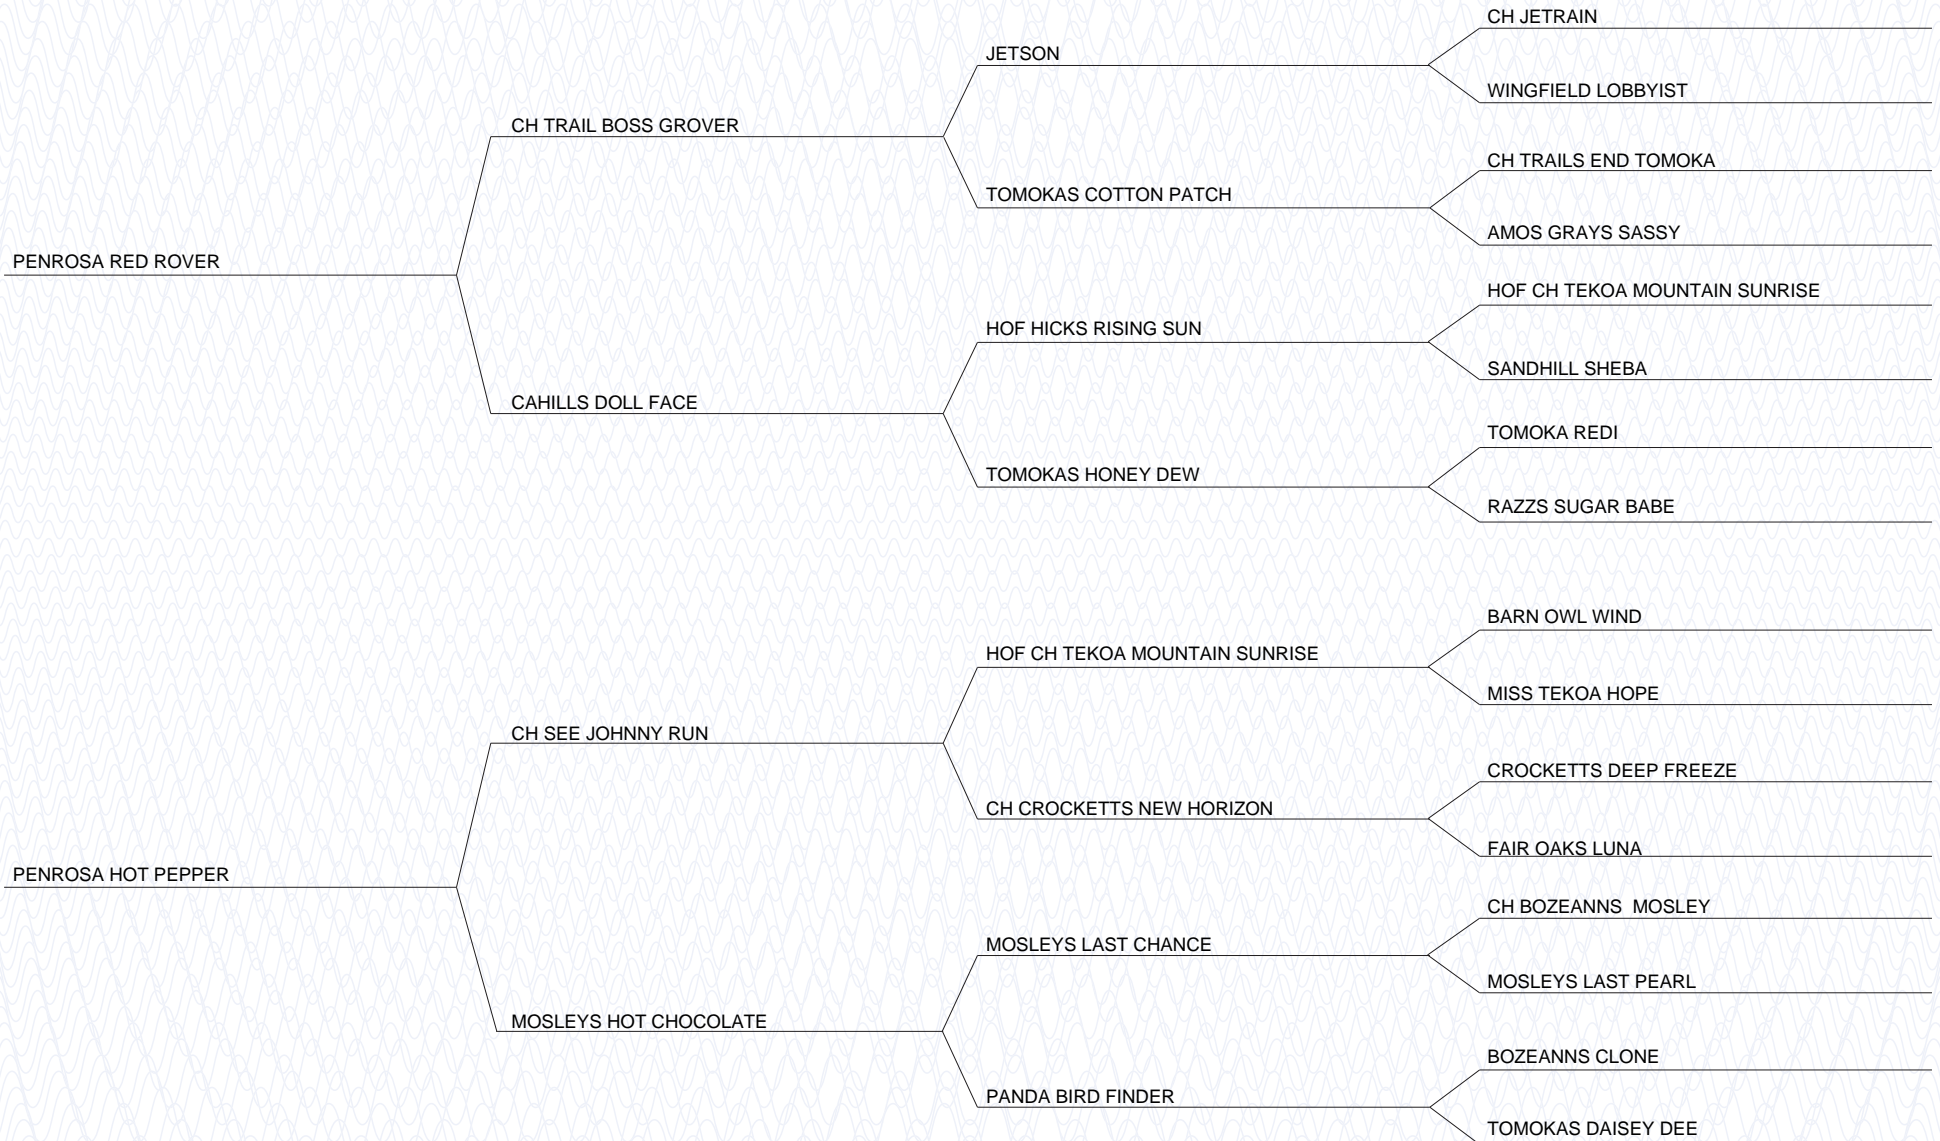 CH JETRAIN
JETSON
WINGFIELD LOBBYIST
CH TRAIL BOSS GROVER
CH TRAILS END TOMOKA
TOMOKAS COTTON PATCH
AMOS GRAYS SASSY
PENROSA RED ROVER
HOF CH TEKOA MOUNTAIN SUNRISE
HOF HICKS RISING SUN
SANDHILL SHEBA
CAHILLS DOLL FACE
TOMOKA REDI
TOMOKAS HONEY DEW
RAZZS SUGAR BABE
BARN OWL WIND
HOF CH TEKOA MOUNTAIN SUNRISE
MISS TEKOA HOPE
CH SEE JOHNNY RUN
CROCKETTS DEEP FREEZE
CH CROCKETTS NEW HORIZON
FAIR OAKS LUNA
PENROSA HOT PEPPER
CH BOZEANNS  MOSLEY
MOSLEYS LAST CHANCE
MOSLEYS LAST PEARL
MOSLEYS HOT CHOCOLATE
BOZEANNS CLONE
PANDA BIRD FINDER
TOMOKAS DAISEY DEE